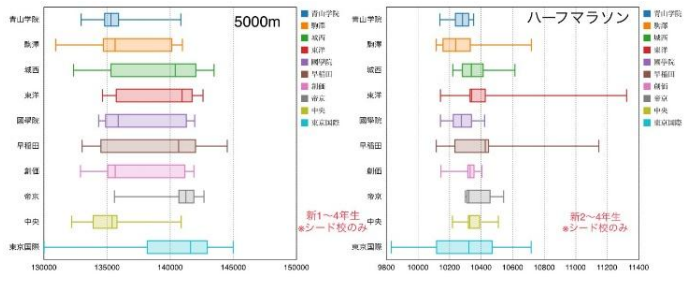 5000m
青山学院
駒澤
城西
東洋
國學院
早稲田
創価
帝京
中央
東京国際
130000 135000 140000 145000 150000
青山学院
駒澤
城西
東洋
國學院
早稲田
創価
帝京
中央
東京国際
新1〜4年生
※シード校のみ
ハーフマラソン
青山学院
駒澤
城西
東洋
國學院
早稲田
創価
帝京
中央
東京国際
9800 10000 10200 10400 10600 10800 11000 11200 11400
青山学院
駒澤
城西
東洋
國學院
早稲田
創価
帝京
中央
東京国際
新2〜4年生
※シード校のみ